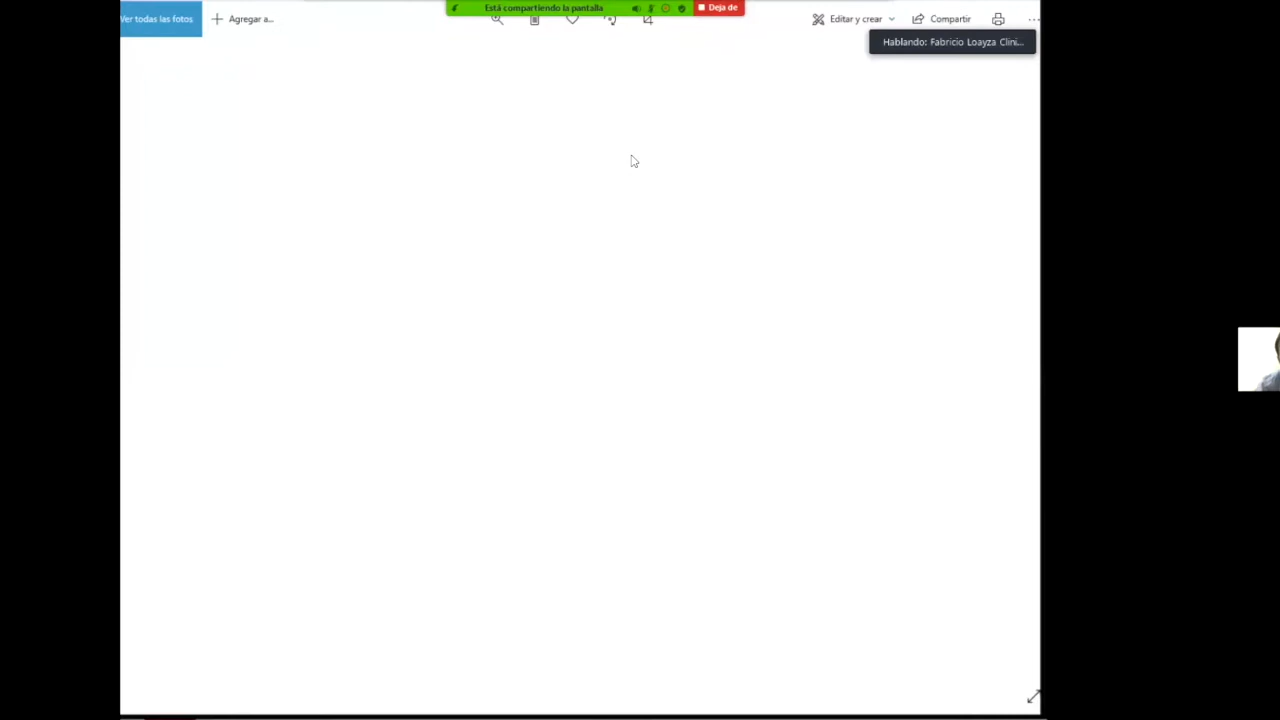 Está compartiendo la pantalla
Deja de
Ver todas las fotos
Agregar a...
Editar y crear
Compartir
Hablando: Fabricio Loayza Clini...